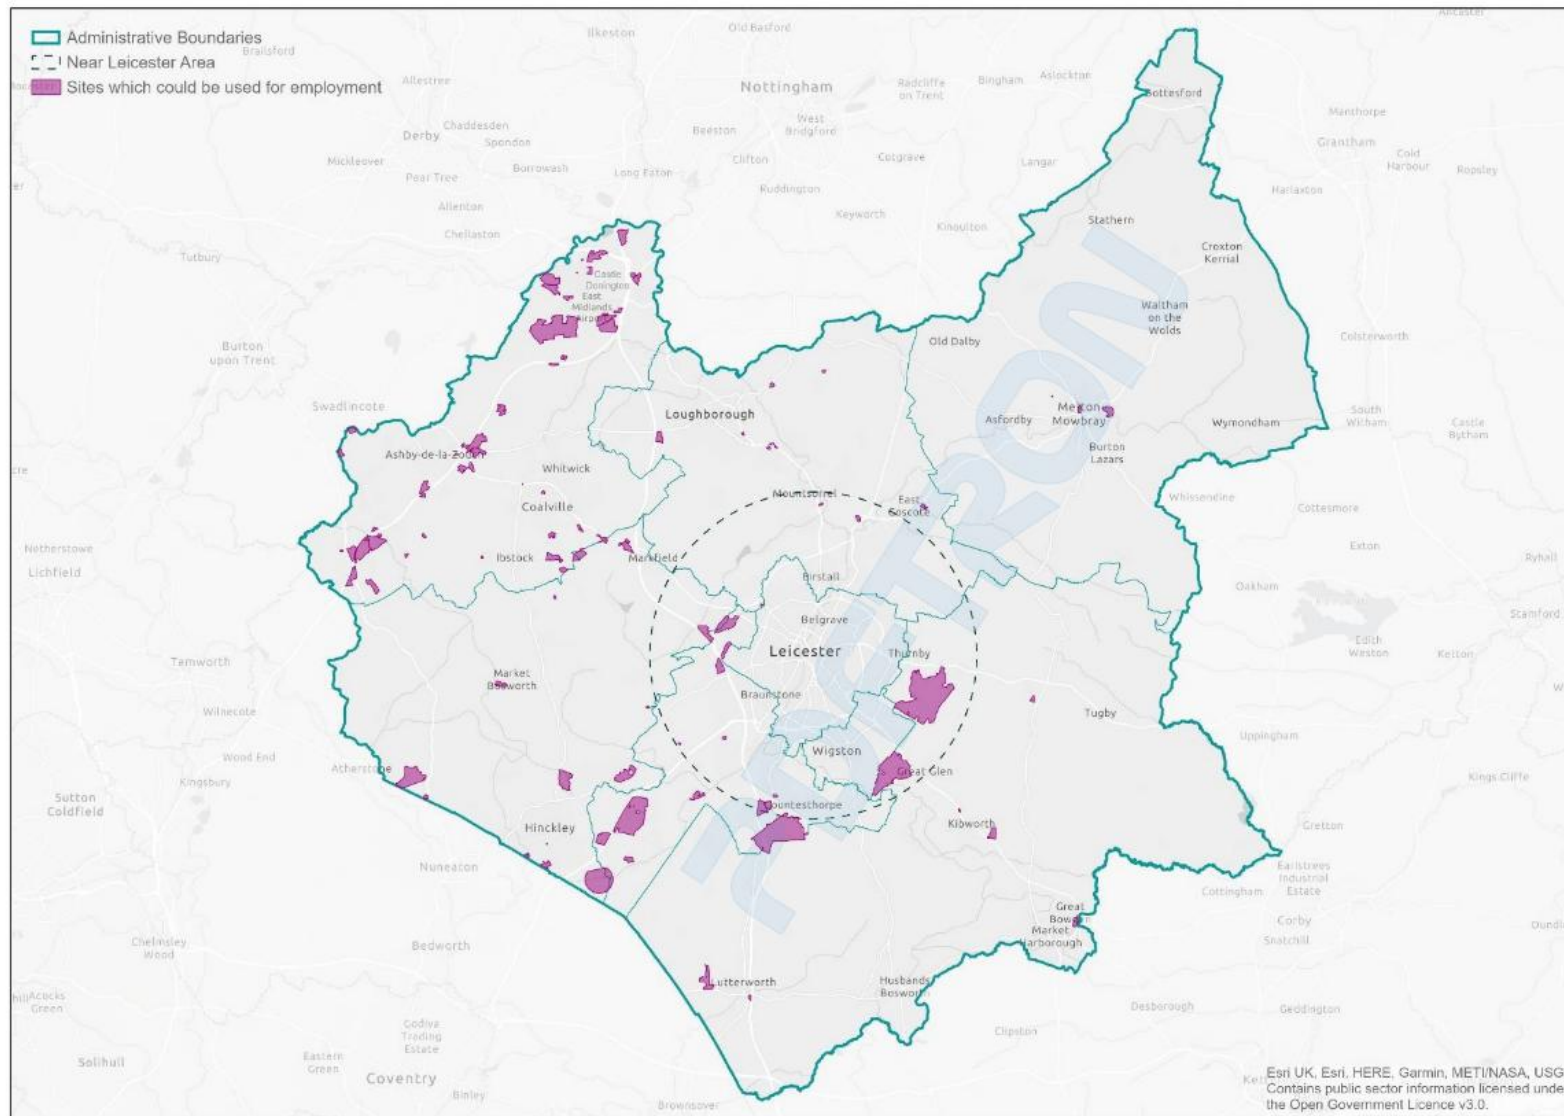 Administrative Boundaries
Near Leicester Area
Sites which could be used for employment
Ancaster
Ilkeston
Old Basford
Brailsford
Allestree
Nottingham
Radcliffe
on Trent
Bingham
Aslockton
Bottesford
Manthorpe
Chaddesden
Derby
Spondon
Beeston
West
Bridgford
Grantham
Cold
Harbour
Ropsley
Mickleover
Pear Tree
Borrowash
Long Eaton
Clifton
Cotgrave
Langar
Harlaxton
Ruddington
Allenton
Chellaston
Keyworth
Kinoulton
Stathern
Croxton
Kerrial
Tutbury
Castle
Donington
East
Midlands
Airport
Waltham
on the
Wolds
Colsterworth
Burton
upon Trent
Old Dalby
Swadlincote
Loughborough
Melton
Mowbray
Asfordby
Wymondham
South
Witham
Castle
Bytham
Ashby-de-la-Zouch
Whitwick
Burton
Lazars
Whissendine
Coalville
Mountsorrel
East
Goscote
Cottesmore
Netherstowe
Lichfield
Ibstock
Markfield
Exton
Ryhall
Birstall
Oakham
Stamford
Belgrave
Leicester
Thurnby
Edith
Weston
Ketton
Tamworth
Market
Bosworth
Braunstone
Wilnecote
Tugby
Uppingham
Wood End
Atherstone
Wigston
Great Glen
Kings Cliffe
Kingsbury
Sutton
Coldfield
Countesthorpe
Hinckley
Kibworth
Gretton
Nuneaton
Earlstrees
Industrial
Estate
Cottingham
Great
Bowden
Market
Harborough
Corby
Snatchill
Chelmsley
Wood
Bedworth
Lutterworth
Husbands
Bosworth
Acocks
Green
Desborough
Geddington
Godiva
Trading
Estate
Clipston
Solihull
Eastern
Green
Coventry
Binley
Brownsover
Esri UK, Esri, HERE, Garmin, METI/NASA, USG
Contains public sector information licensed unde
the Open Government Licence v3.0.